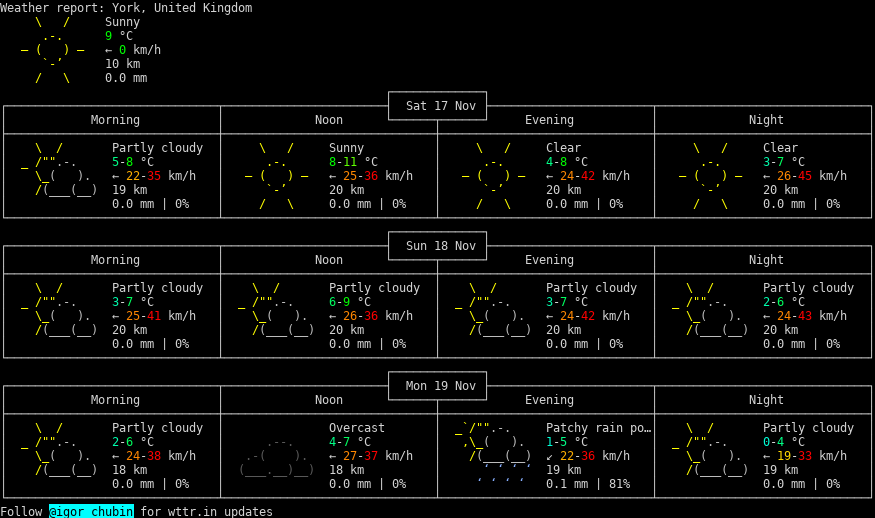 Weather report: York, United Kingdom
Sunny
9 °C
← 0 km/h
10 km
0.0 mm
Sat 17 Nov
Morning Noon Evening Night
Partly cloudy Sunny Clear Clear
5-8 °C 8-11 °C 4-8 °C 3-7 °C
← 22-35 km/h ← 25-36 km/h ← 24-42 km/h ← 26-45 km/h
19 km 20 km 20 km 20 km
0.0 mm | 0% 0.0 mm | 0% 0.0 mm | 0% 0.0 mm | 0%
Sun 18 Nov
Morning Noon Evening Night
Partly cloudy Partly cloudy Partly cloudy Partly cloudy
3-7 °C 6-9 °C 3-7 °C 2-6 °C
← 25-41 km/h ← 26-36 km/h ← 24-42 km/h ← 24-43 km/h
20 km 20 km 20 km 20 km
0.0 mm | 0% 0.0 mm | 0% 0.0 mm | 0% 0.0 mm | 0%
Mon 19 Nov
Morning Noon Evening Night
Partly cloudy Overcast Patchy rain po… Partly cloudy
2-6 °C 4-7 °C 1-5 °C 0-4 °C
← 24-38 km/h ← 27-37 km/h ↙ 22-36 km/h ← 19-33 km/h
18 km 18 km 19 km 19 km
0.0 mm | 0% 0.0 mm | 0% 0.1 mm | 81% 0.0 mm | 0%
Follow @igor_chubin for wttr.in updates